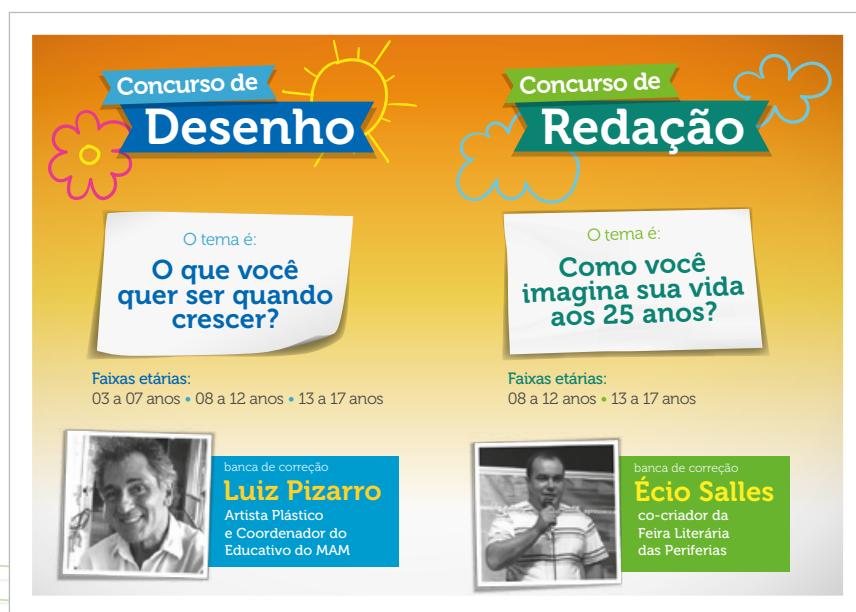 Concurso de
Desenho
O tema é:
O que você
quer ser quando
crescer?
Faixas etárias:
03 a 07 anos • 08 a 12 anos • 13 a 17 anos
banca de correção
Luiz Pizarro
Artista Plástico
e Coordenador do
Educativo do MAM
Concurso de
Redação
O tema é:
Como você
imagina sua vida
aos 25 anos?
Faixas etárias:
08 a 12 anos • 13 a 17 anos
banca de correção
Écio Salles
co-criador da
Feira Literária
das Periferias